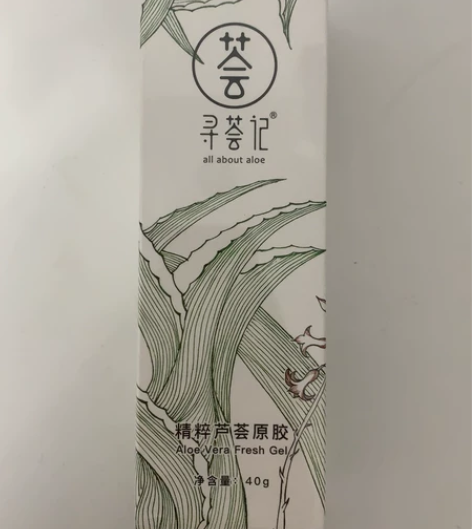 荟
寻荟记®
all about aloe
精粹芦荟原胶
Aloe Vera Fresh Gel
净含量：40g